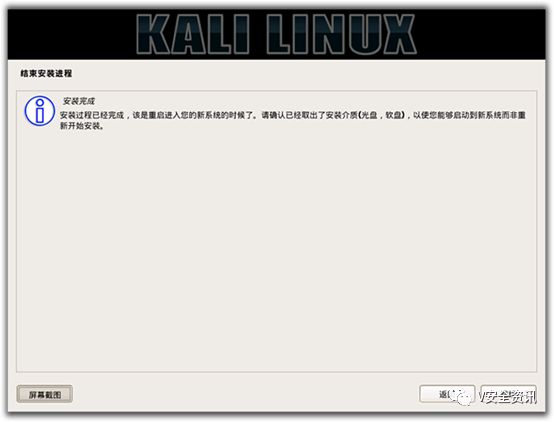 KALI LINUX
结束安装进程
安装完成
安装过程已经完成，该是重启进入您的新系统的时候了。请确认已经取出了安装介质(光盘，软盘)，以便您能够启动到新系统而非重
新开始安装。
屏幕截图
V安全资讯